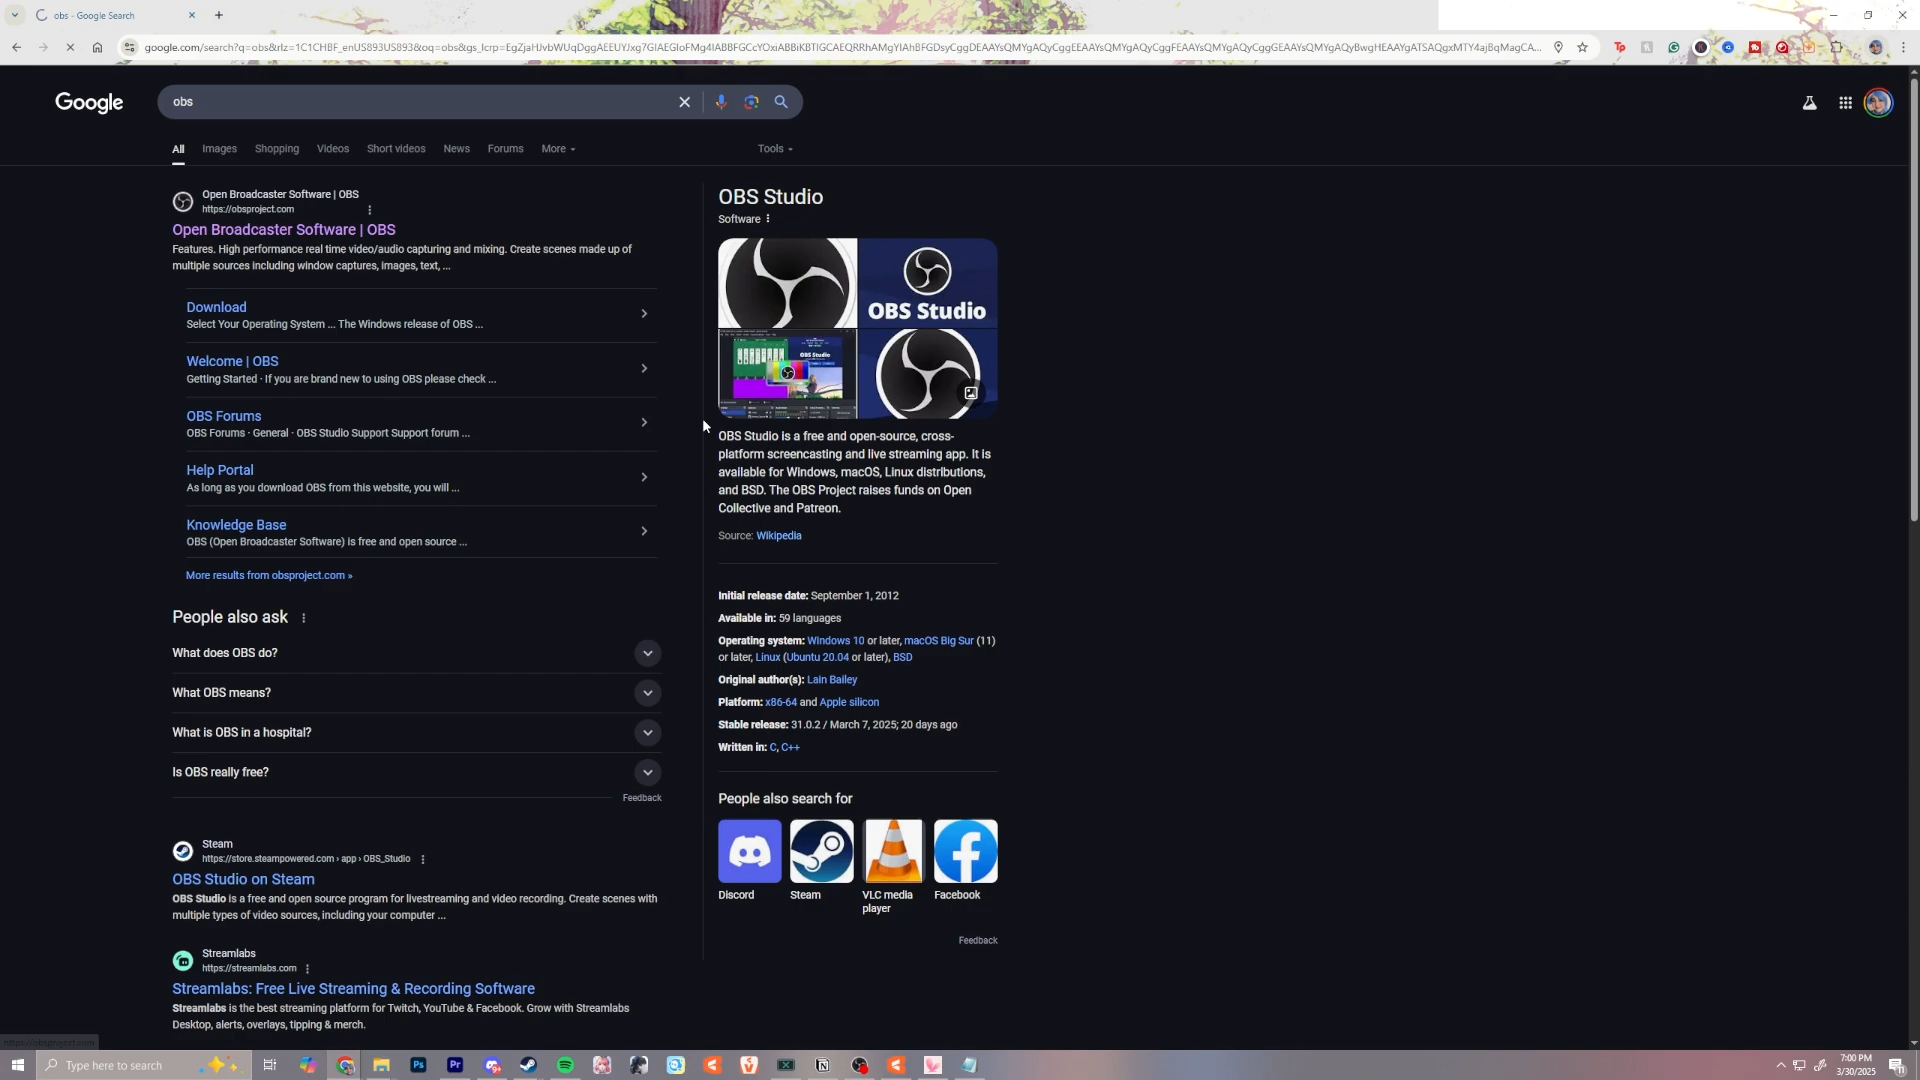 obs - Google Search
google.com/search?q=obs&rlz=1C1CHBF_enUS893US893&oq=obs&gs_lcrp=
Google
obs
All Images Shopping Videos Short videos News Forums More Tools
Open Broadcaster Software | OBS
https://obsproject.com
Open Broadcaster Software | OBS
Features. High performance real time video/audio capturing and mixing. Create scenes made up of
multiple sources including window captures, images, text, ...
Download
Select Your Operating System ... The Windows release of OBS ...
Welcome | OBS
Getting Started · If you are brand new to using OBS please check ...
OBS Forums
OBS Forums · General · OBS Studio Support Support forum ...
Help Portal
As long as you download OBS from this website, you will ...
Knowledge Base
OBS (Open Broadcaster Software) is free and open source ...
More results from obsproject.com »
People also ask
What does OBS do?
What OBS means?
What is OBS in a hospital?
Is OBS really free?
Feedback
Steam
https://store.steampowered.com › app › OBS_Studio
OBS Studio on Steam
OBS Studio is a free and open source program for livestreaming and video recording. Create scenes with
multiple types of video sources, including your computer ...
Streamlabs
https://streamlabs.com
Streamlabs: Free Live Streaming & Recording Software
Streamlabs is the best streaming platform for Twitch, YouTube & Facebook. Grow with Streamlabs
Desktop, alerts, overlays, tipping & merch.
OBS Studio
Software
OBS Studio
OBS Studio is a free and open-source, cross-
platform screencasting and live streaming app. It is
available for Windows, macOS, Linux distributions,
and BSD. The OBS Project raises funds on Open
Collective and Patreon.
Source: Wikipedia
Initial release date: September 1, 2012
Available in: 59 languages
Operating system: Windows 10 or later, macOS Big Sur (11)
or later, Linux (Ubuntu 20.04 or later), BSD
Original author(s): Lain Bailey
Platform: x86-64 and Apple silicon
Stable release: 31.0.2 / March 7, 2025; 20 days ago
Written in: C, C++
People also search for
Discord Steam VLC media Facebook
player
Feedback
https://obsproject.com
Type here to search
Ps
Pr
7:00 PM
3/30/2025